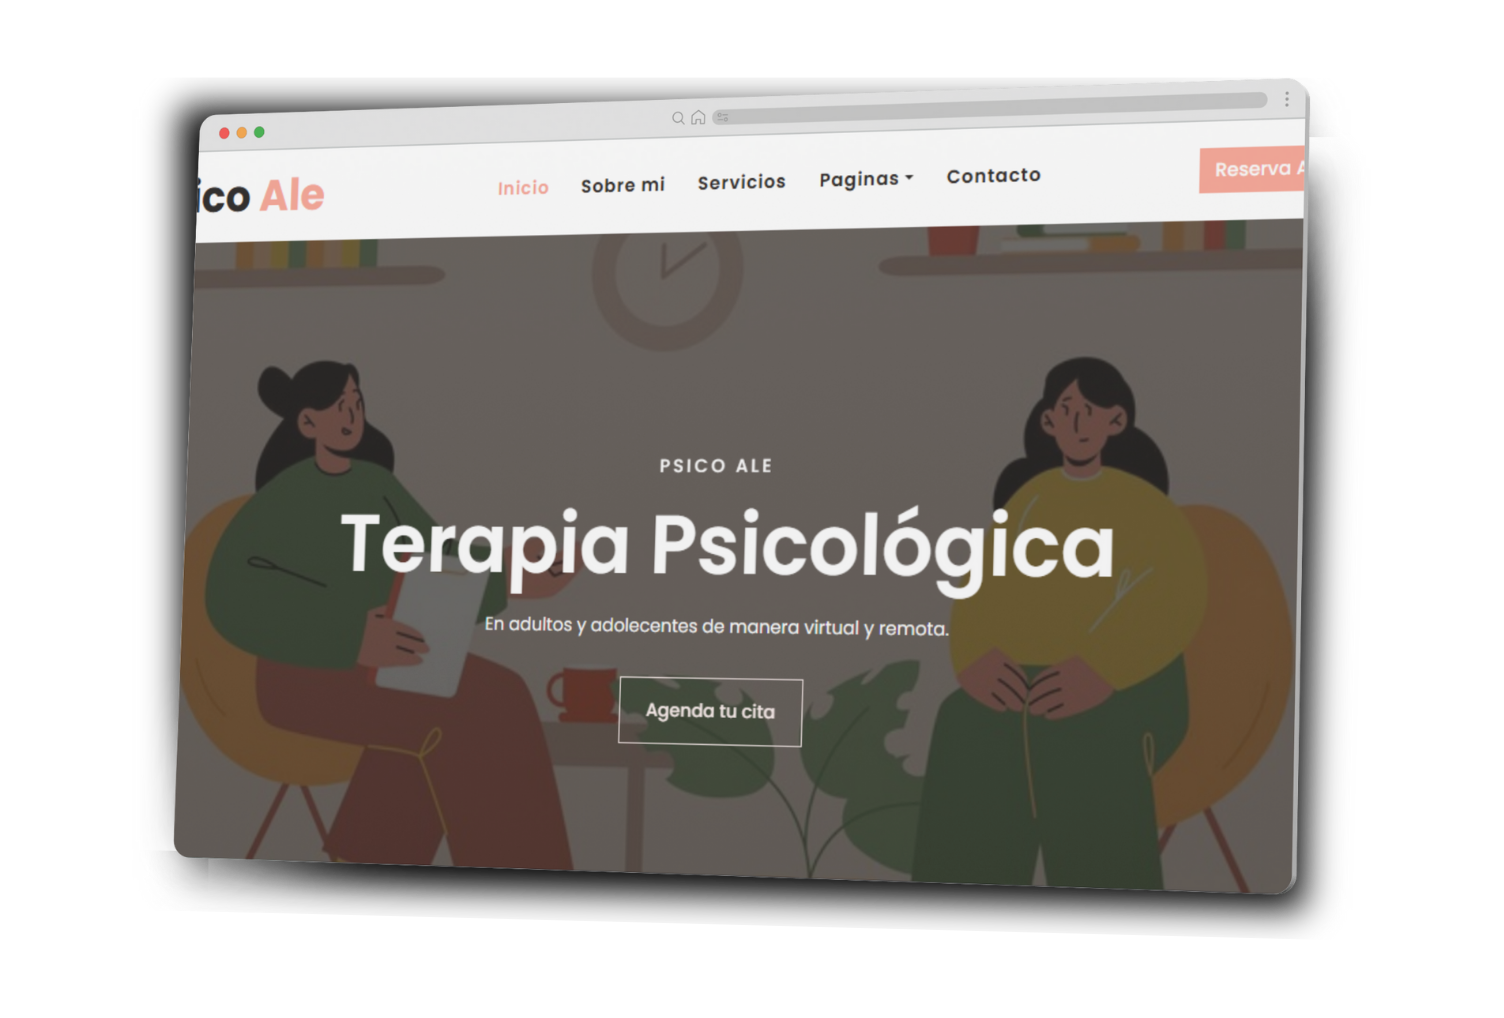 ico Ale
Inicio Sobre mi Servicios Paginas Contacto
Reserva A
PSICO ALE
Terapia Psicológica
En adultos y adolecentes de manera virtual y remota.
Agenda tu cita